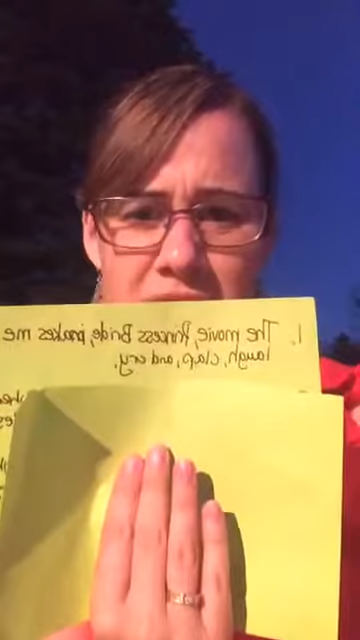 1. The movie, Princess Bride, makes me
laugh, clap, and cry.